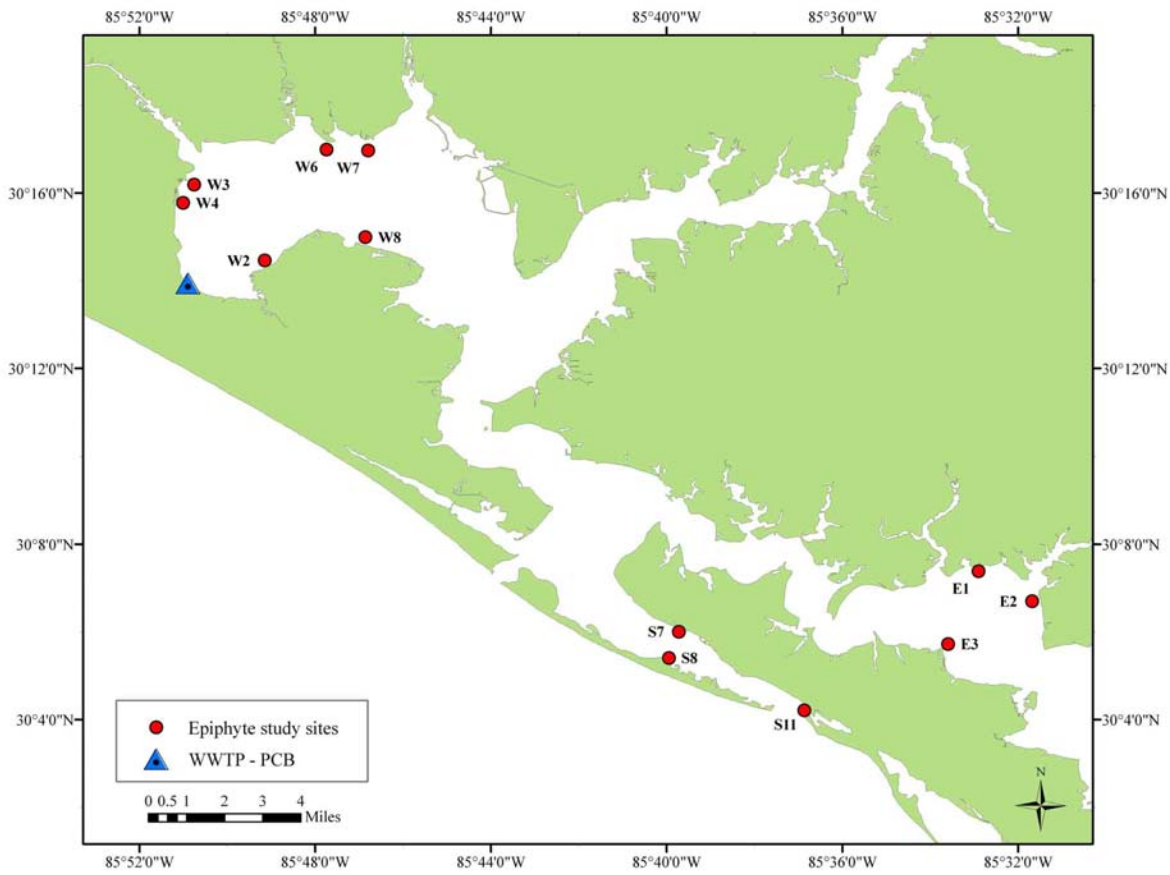 85°52'0"W 85°48'0"W 85°44'0"W 85°40'0"W 85°36'0"W 85°32'0"W
W6 W7
W3
30°16'0"N 30°16'0"N
W4
W8
W2
30°12'0"N 30°12'0"N
30°8'0"N 30°8'0"N
E1
E2
S7
E3
S8
30°4'0"N 30°4'0"N
S11
Epiphyte study sites
WWTP - PCB
N
0 0.5 1 2 3 4
Miles
85°52'0"W 85°48'0"W 85°44'0"W 85°40'0"W 85°36'0"W 85°32'0"W